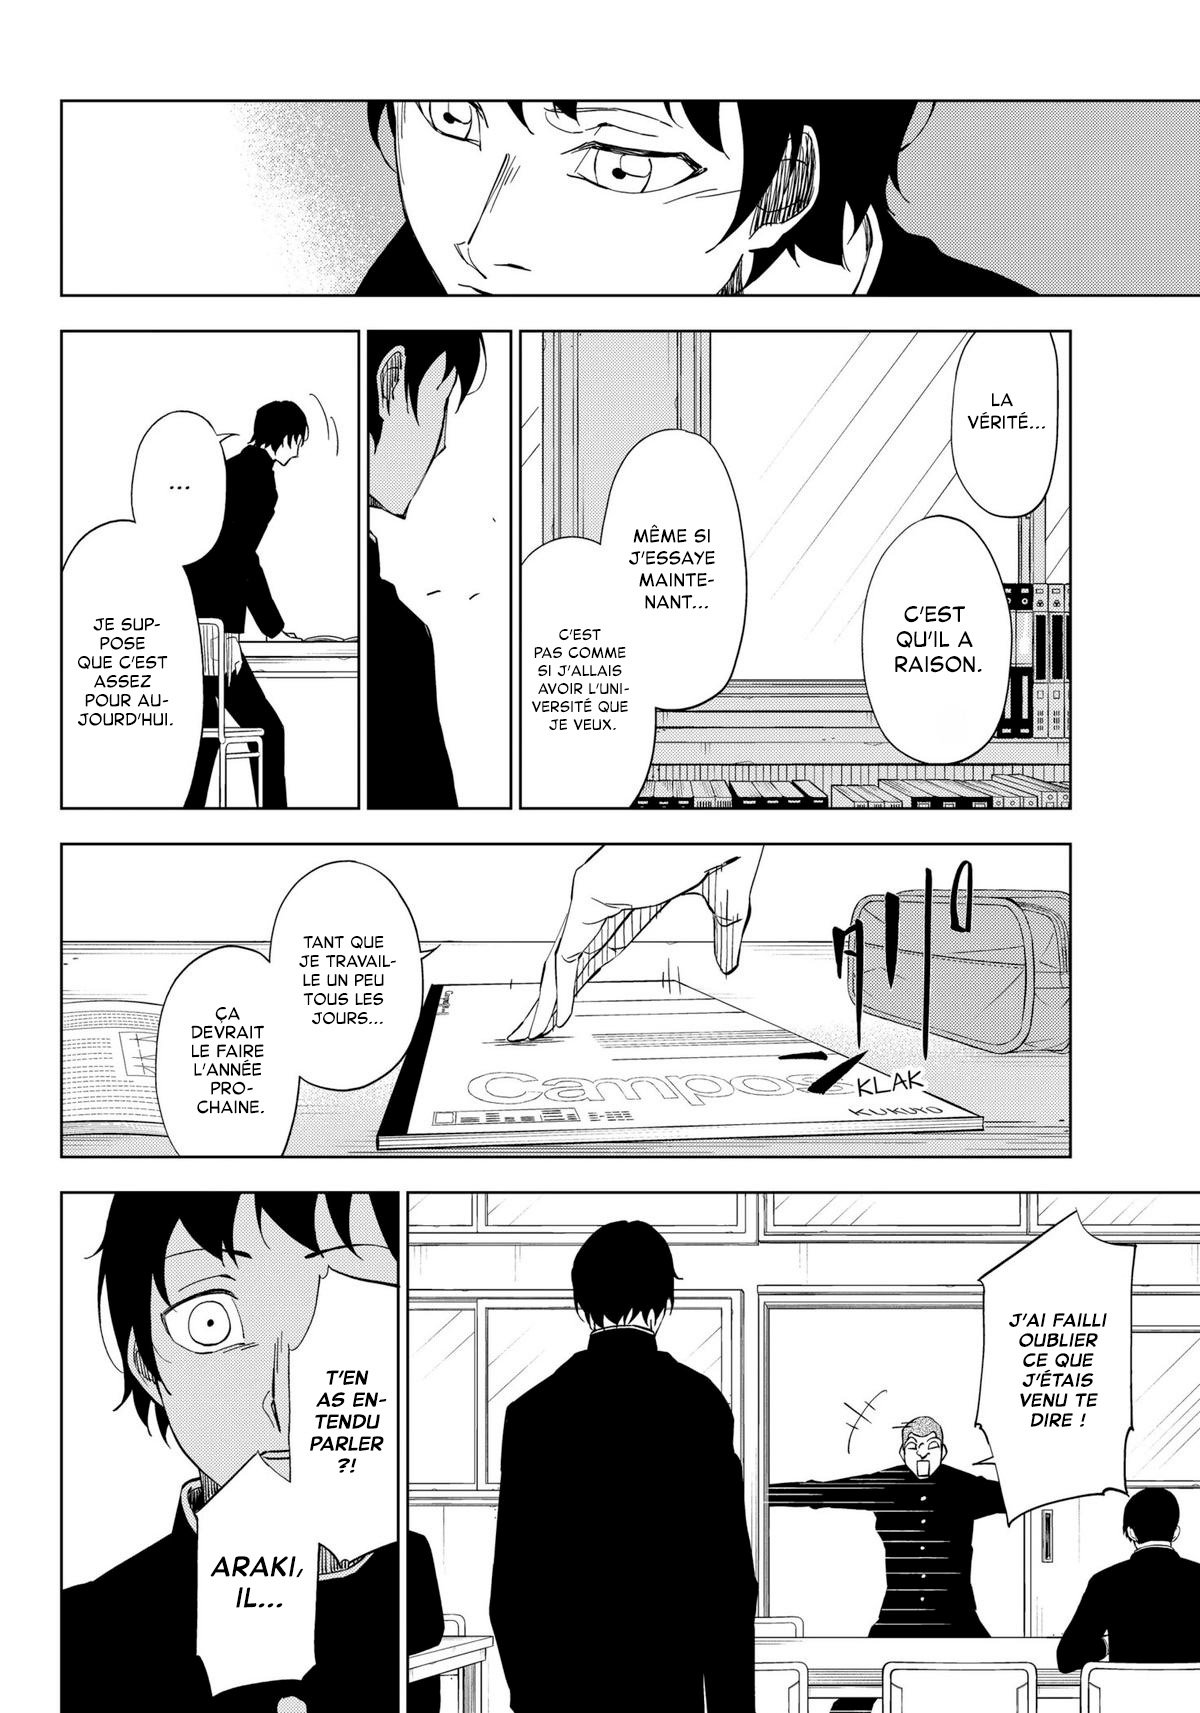 LA
VÉRITÉ...
C'EST
QU'IL A
RAISON.
MÊME SI
J'ESSAYE
MAINTE-
NANT...
C'EST
PAS COMME
SI J'ALLAIS
AVOIR L'UNI-
VERSITÉ QUE
JE VEUX.
...
JE SUP-
POSE
QUE C'EST
ASSEZ
POUR AU-
JOURD'HUI.
KLAK
Campos
KUKUYO
TANT QUE
JE TRAVAIL-
LE UN PEU
TOUS LES
JOURS...
ÇA
DEVRAIT
LE FAIRE
L'ANNÉE
PRO-
CHAINE.
J'AI FAILLI
OUBLIER
CE QUE
J'ÉTAIS
VENU TE
DIRE !
T'EN
AS EN-
TENDU
PARLER
?!
ARAKI,
IL...